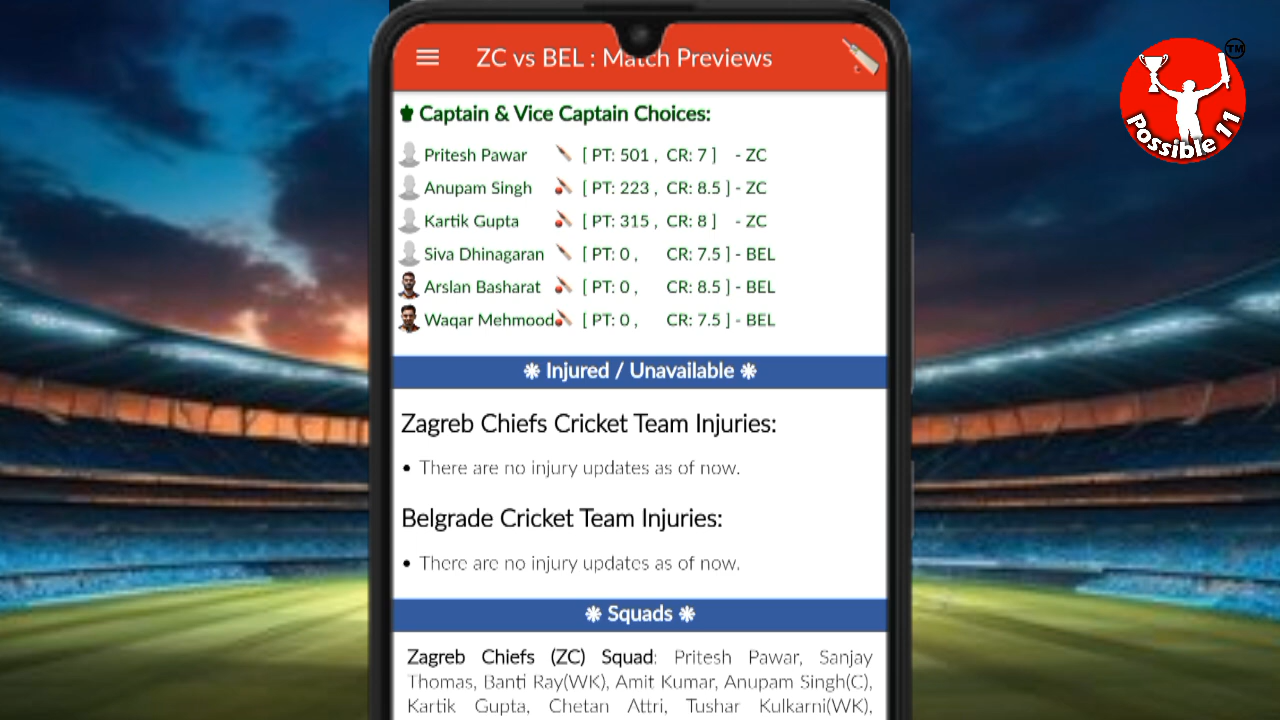 ZC vs BEL : Match Previews
TM
Possible 11
Captain & Vice Captain Choices:
Pritesh Pawar [ PT: 501 , CR: 7 ] - ZC
Anupam Singh [ PT: 223 , CR: 8.5 ] - ZC
Kartik Gupta [ PT: 315 , CR: 8 ] - ZC
Siva Dhinagaran [ PT: 0 , CR: 7.5 ] - BEL
Arslan Basharat [ PT: 0 , CR: 8.5 ] - BEL
Waqar Mehmood [ PT: 0 , CR: 7.5 ] - BEL
Injured / Unavailable
Zagreb Chiefs Cricket Team Injuries:
• There are no injury updates as of now.
Belgrade Cricket Team Injuries:
• There are no injury updates as of now.
Squads
Zagreb Chiefs (ZC) Squad: Pritesh Pawar, Sanjay
Thomas, Banti Ray(WK), Amit Kumar, Anupam Singh(C),
Kartik Gupta, Chetan Attri, Tushar Kulkarni(WK),